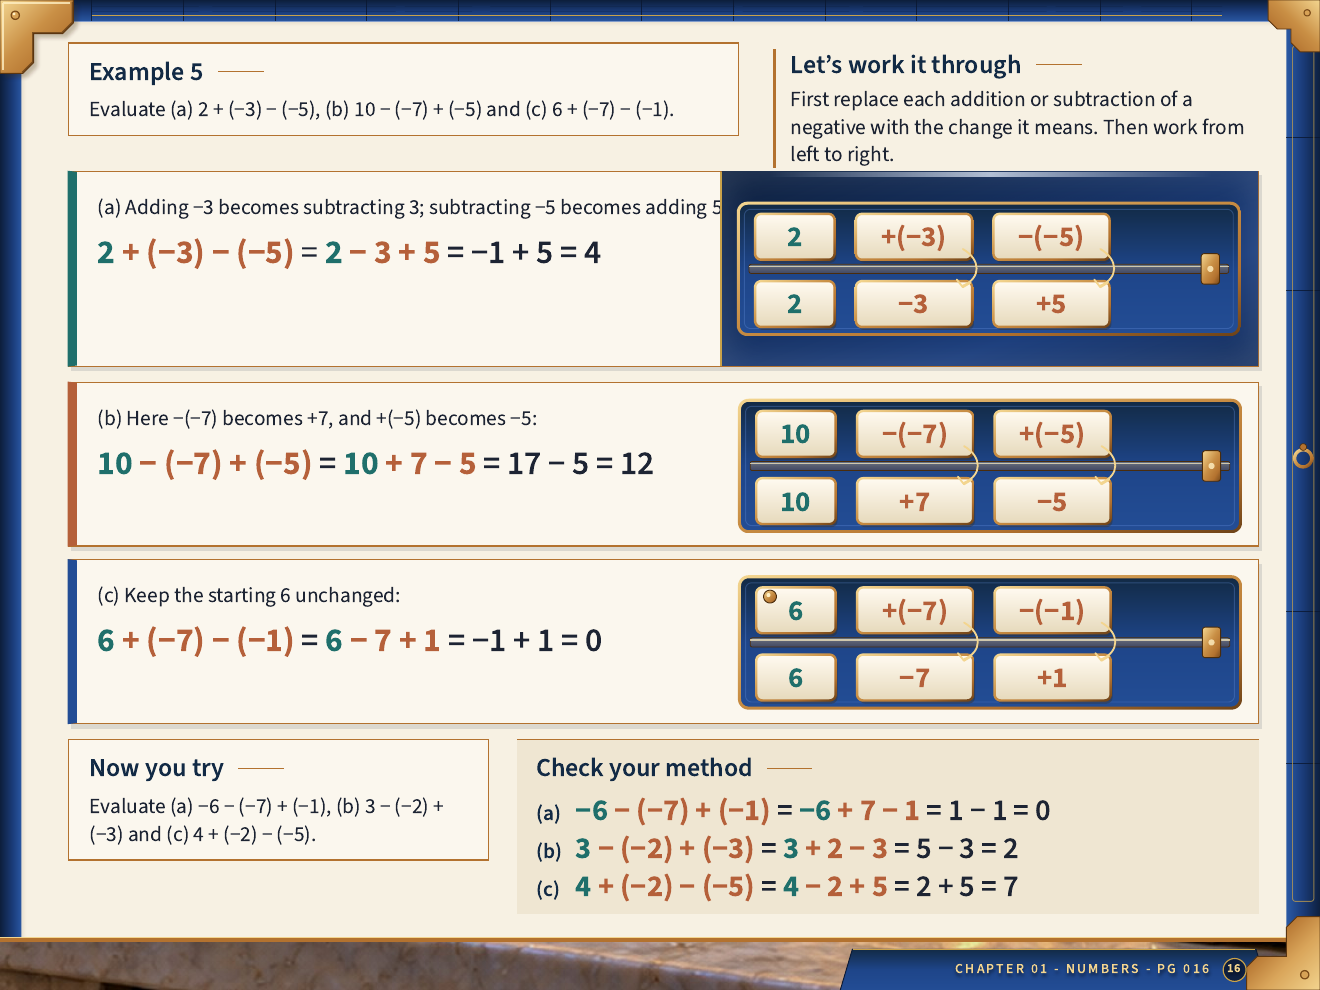 Example 5
Evaluate (a) 2 + (−3) − (−5), (b) 10 − (−7) + (−5) and (c) 6 + (−7) − (−1).
Let’s work it through
First replace each addition or subtraction of a
negative with the change it means. Then work from
left to right.
(a) Adding −3 becomes subtracting 3; subtracting −5 becomes adding 5
2 + (−3) − (−5) = 2 − 3 + 5 = −1 + 5 = 4
2 +(−3) −(−5)
2 −3 +5
(b) Here −(−7) becomes +7, and +(−5) becomes −5:
10 − (−7) + (−5) = 10 + 7 − 5 = 17 − 5 = 12
10 −(−7) +(−5)
10 +7 −5
(c) Keep the starting 6 unchanged:
6 + (−7) − (−1) = 6 − 7 + 1 = −1 + 1 = 0
6 +(−7) −(−1)
6 −7 +1
Now you try
Evaluate (a) −6 − (−7) + (−1), (b) 3 − (−2) +
(−3) and (c) 4 + (−2) − (−5).
Check your method
(a) −6 − (−7) + (−1) = −6 + 7 − 1 = 1 − 1 = 0
(b) 3 − (−2) + (−3) = 3 + 2 − 3 = 5 − 3 = 2
(c) 4 + (−2) − (−5) = 4 − 2 + 5 = 2 + 5 = 7
CHAPTER 01 - NUMBERS - PG 016 16